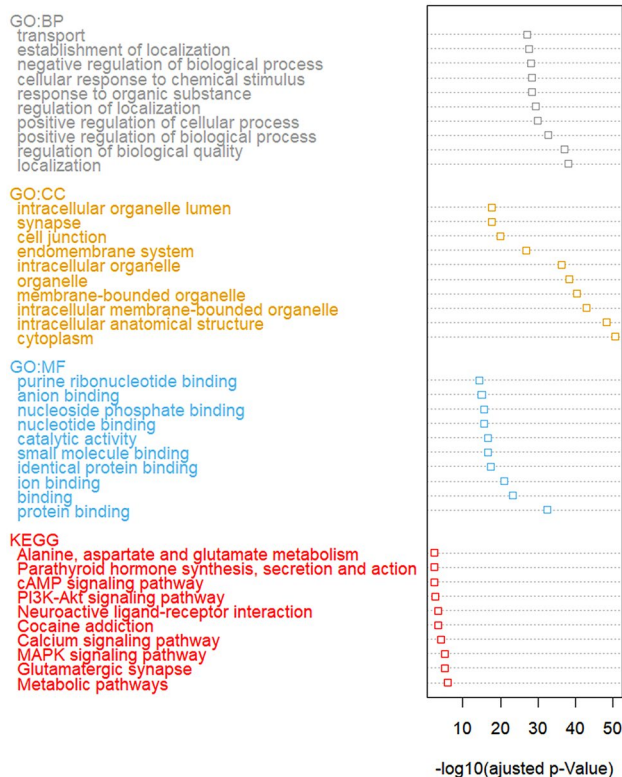 GO:BP
transport
establishment of localization
negative regulation of biological process
cellular response to chemical stimulus
response to organic substance
regulation of localization
positive regulation of cellular process
positive regulation of biological process
regulation of biological quality
localization
GO:CC
intracellular organelle lumen
synapse
cell junction
endomembrane system
intracellular organelle
organelle
membrane-bounded organelle
intracellular membrane-bounded organelle
intracellular anatomical structure
cytoplasm
GO:MF
purine ribonucleotide binding
anion binding
nucleoside phosphate binding
nucleotide binding
catalytic activity
small molecule binding
identical protein binding
ion binding
binding
protein binding
KEGG
Alanine, aspartate and glutamate metabolism
Parathyroid hormone synthesis, secretion and action
cAMP signaling pathway
PI3K-Akt signaling pathway
Neuroactive ligand-receptor interaction
Cocaine addiction
Calcium signaling pathway
MAPK signaling pathway
Glutamatergic synapse
Metabolic pathways
10 20 30 40 50
-log10(ajusted p-Value)